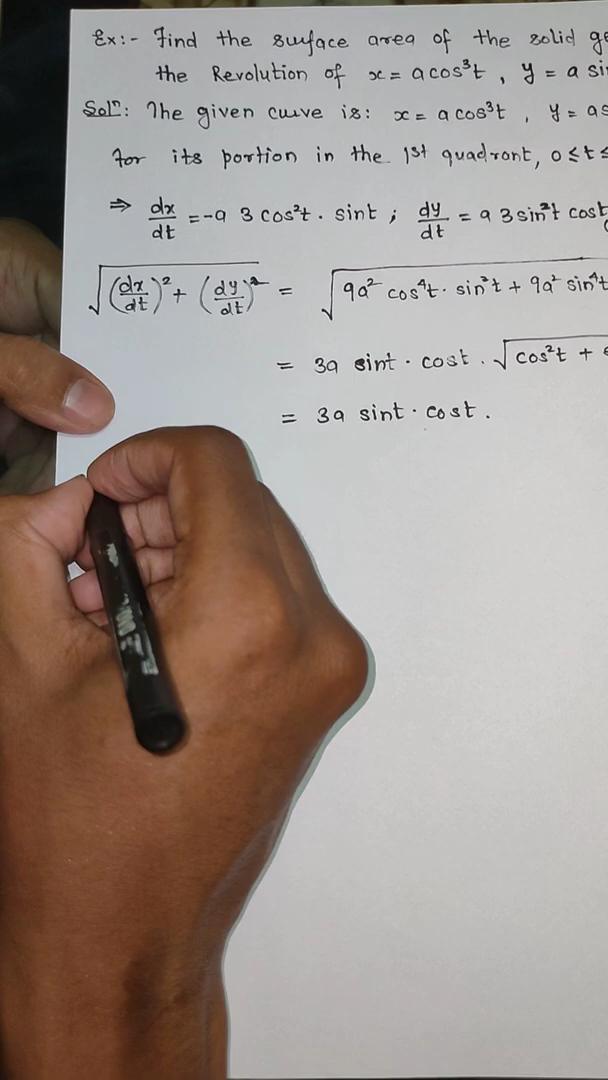 Ex:- Find the surface area of the solid
the Revolution of x = a cos³t , y = a
Solⁿ: The given curve is: x = a cos³t , y =
for its portion in the 1st quadrant, 0 ≤ t ≤
⇒ dx/dt = -a 3 cos²t · sint ; dy/dt = a 3 sin²t cost
√((dx/dt)² + (dy/dt)²) = √(9a² cos⁴t · sin²t + 9a² sin⁴t
= 3a sint · cost · √(cos²t +
= 3a sint · cost .